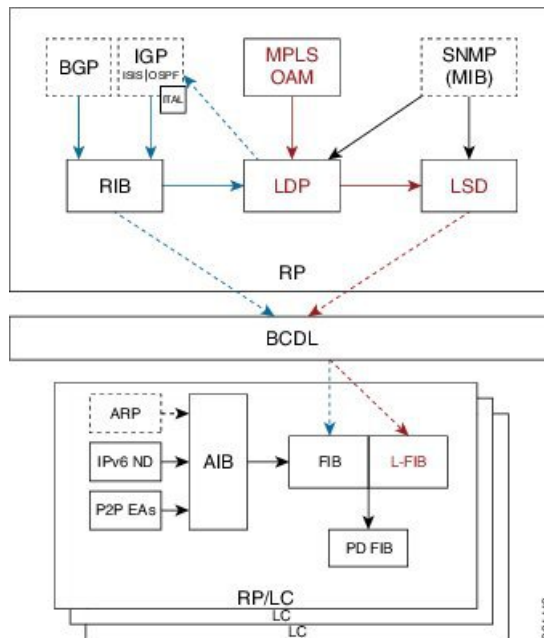 BGP
IGP
ISIS|OSPF
ITAL
MPLS
OAM
SNMP
(MIB)
RIB
LDP
LSD
RP
BCDL
ARP
IPv6 ND
P2P EAs
AIB
FIB
L-FIB
PD FIB
RP/LC
LC
LC